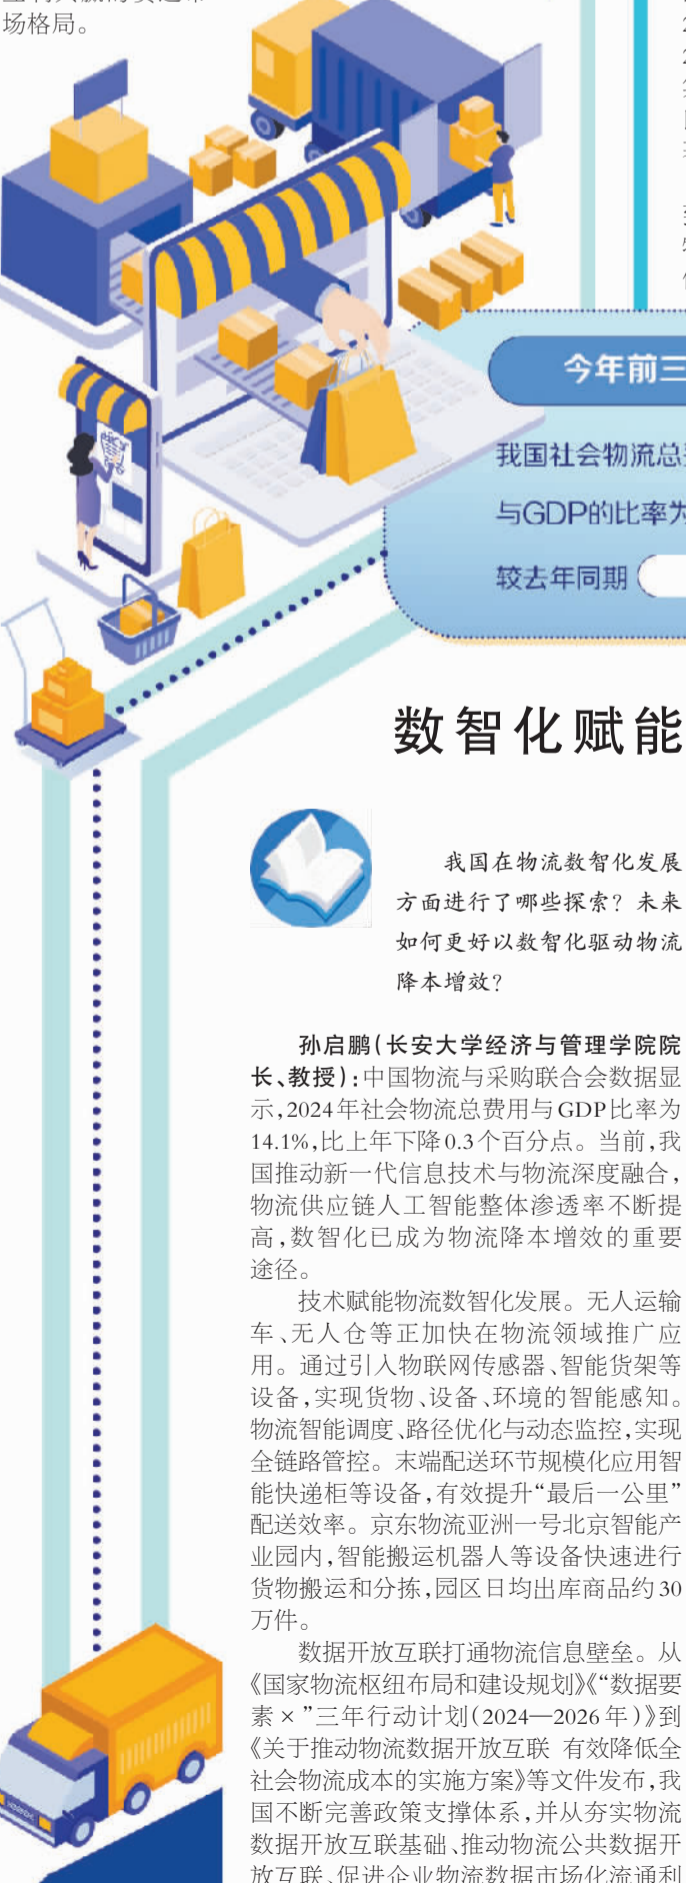 场格局。
今年前三
我国社会物流总
与GDP的比率为
较去年同期
数智化赋能
我国在物流数智化发展
方面进行了哪些探索？未来
如何更好以数智化驱动物流
降本增效？
孙启鹏（长安大学经济与管理学院院
长、教授）：中国物流与采购联合会数据显
示，2024年社会物流总费用与GDP比率为
14.1%，比上年下降0.3个百分点。当前，我
国推动新一代信息技术与物流深度融合，
物流供应链人工智能整体渗透率不断提
高，数智化已成为物流降本增效的重要
途径。
技术赋能物流数智化发展。无人运输
车、无人仓等正加快在物流领域推广应
用。通过引入物联网传感器、智能货架等
设备，实现货物、设备、环境的智能感知。
物流智能调度、路径优化与动态监控，实现
全链路管控。末端配送环节规模化应用智
能快递柜等设备，有效提升“最后一公里”
配送效率。京东物流亚洲一号北京智能产
业园内，智能搬运机器人等设备快速进行
货物搬运和分拣，园区日均出库商品约30
万件。
数据开放互联打通物流信息壁垒。从
《国家物流枢纽布局和建设规划》《“数据要
素×”三年行动计划（2024—2026年）》到
《关于推动物流数据开放互联 有效降低全
社会物流成本的实施方案》等文件发布，我
国不断完善政策支撑体系，并从夯实物流
数据开放互联基础、推动物流公共数据开
放互联、促进企业物流数据市场化流通利